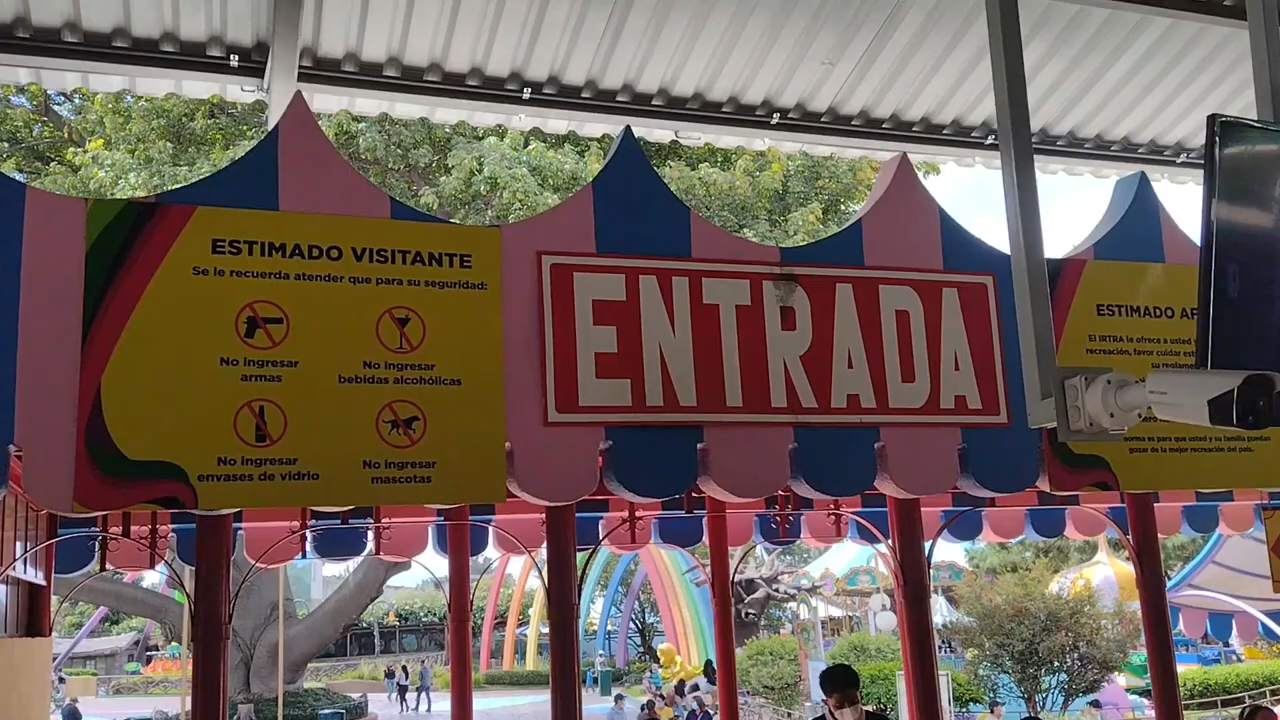 ESTIMADO VISITANTE
Se le recuerda atender que para su seguridad:
No ingresar
armas
No ingresar
bebidas alcohólicas
No ingresar
envases de vidrio
No ingresar
mascotas
ENTRADA
ESTIMADO
El IRTRA le ofrece a usted
recreación, favor cuidar
su
norma es para que usted y su familia puedan
gozar de la mejor recreación del país.